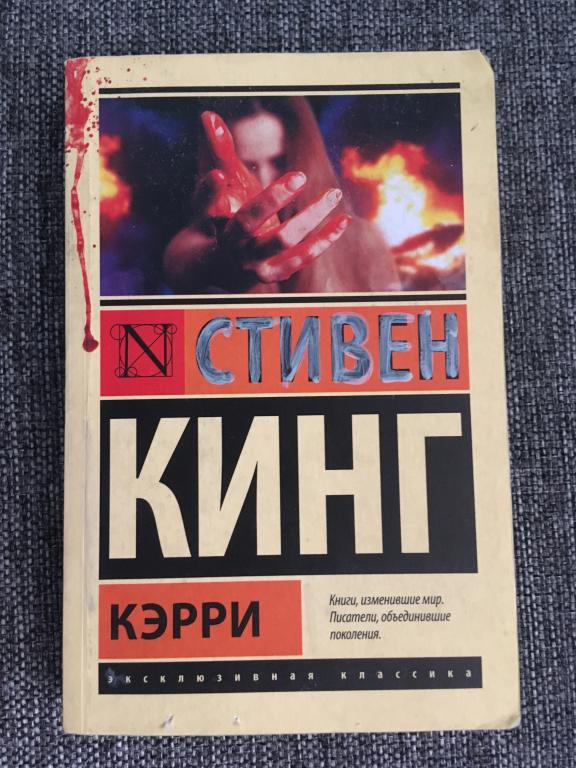 N СТИВЕН
КИНГ
КЭРРИ
Книги, изменившие мир.
Писатели, объединившие
поколения.
эксклюзивная классика